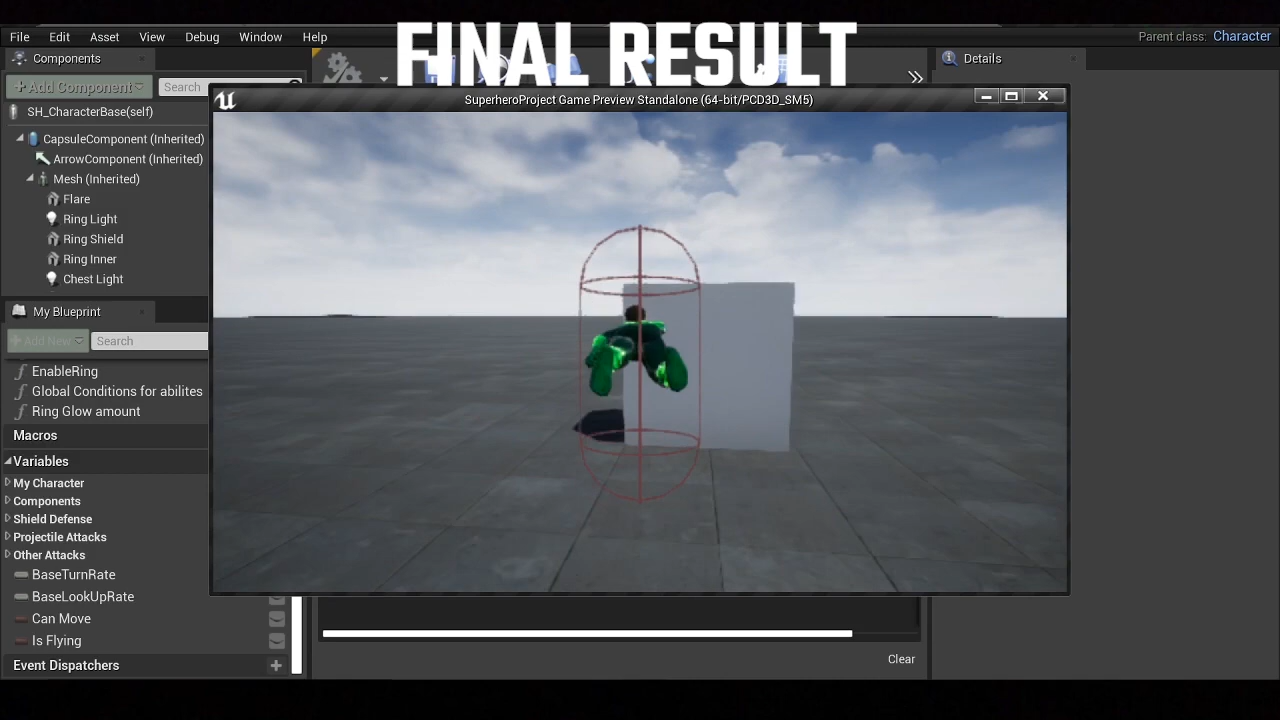 FINAL RESULT
File Edit Asset View Debug Window Help
Parent class: Character
Components
Details
Add Component
Search
SuperheroProject Game Preview Standalone (64-bit/PCD3D_SM5)
SH_CharacterBase(self)
CapsuleComponent (Inherited)
ArrowComponent (Inherited)
Mesh (Inherited)
Flare
Ring Light
Ring Shield
Ring Inner
Chest Light
My Blueprint
Add New
Search
EnableRing
Global Conditions for abilites
Ring Glow amount
Macros
Variables
My Character
Components
Shield Defense
Projectile Attacks
Other Attacks
BaseTurnRate
BaseLookUpRate
Can Move
Is Flying
Clear
Event Dispatchers